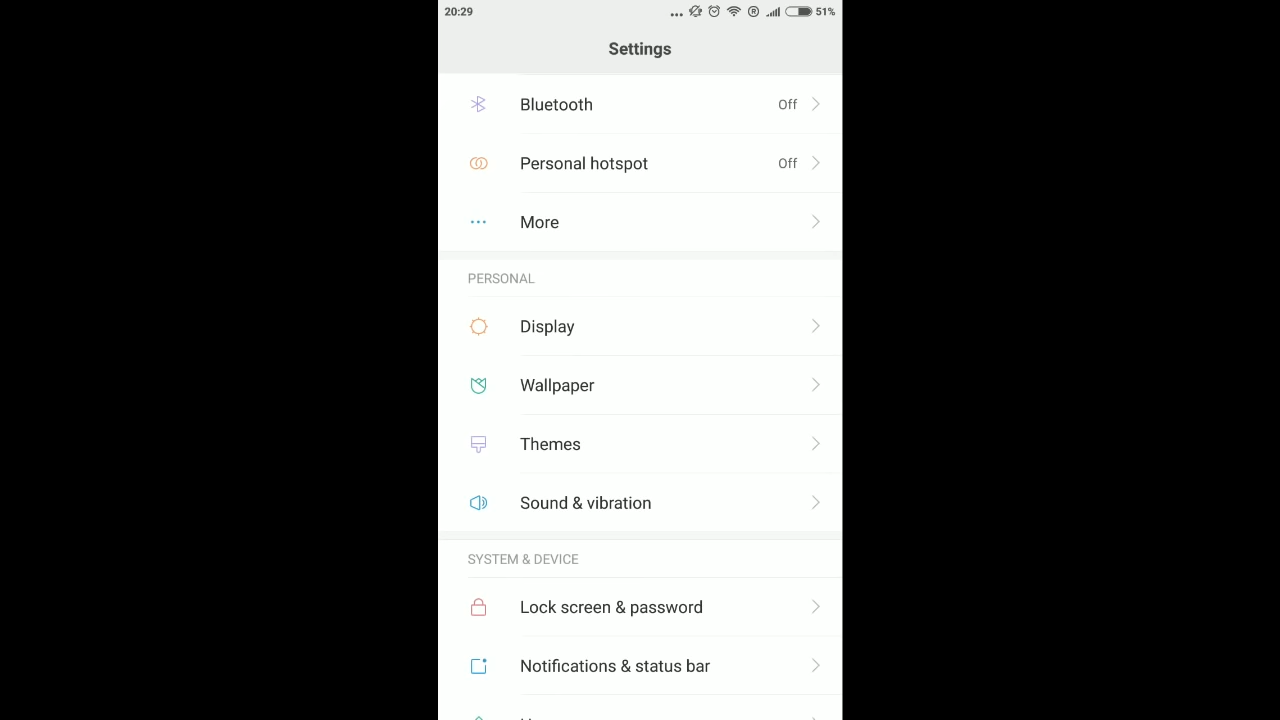 20:29
... R 51%
Settings
Bluetooth Off
Personal hotspot Off
More
PERSONAL
Display
Wallpaper
Themes
Sound & vibration
SYSTEM & DEVICE
Lock screen & password
Notifications & status bar